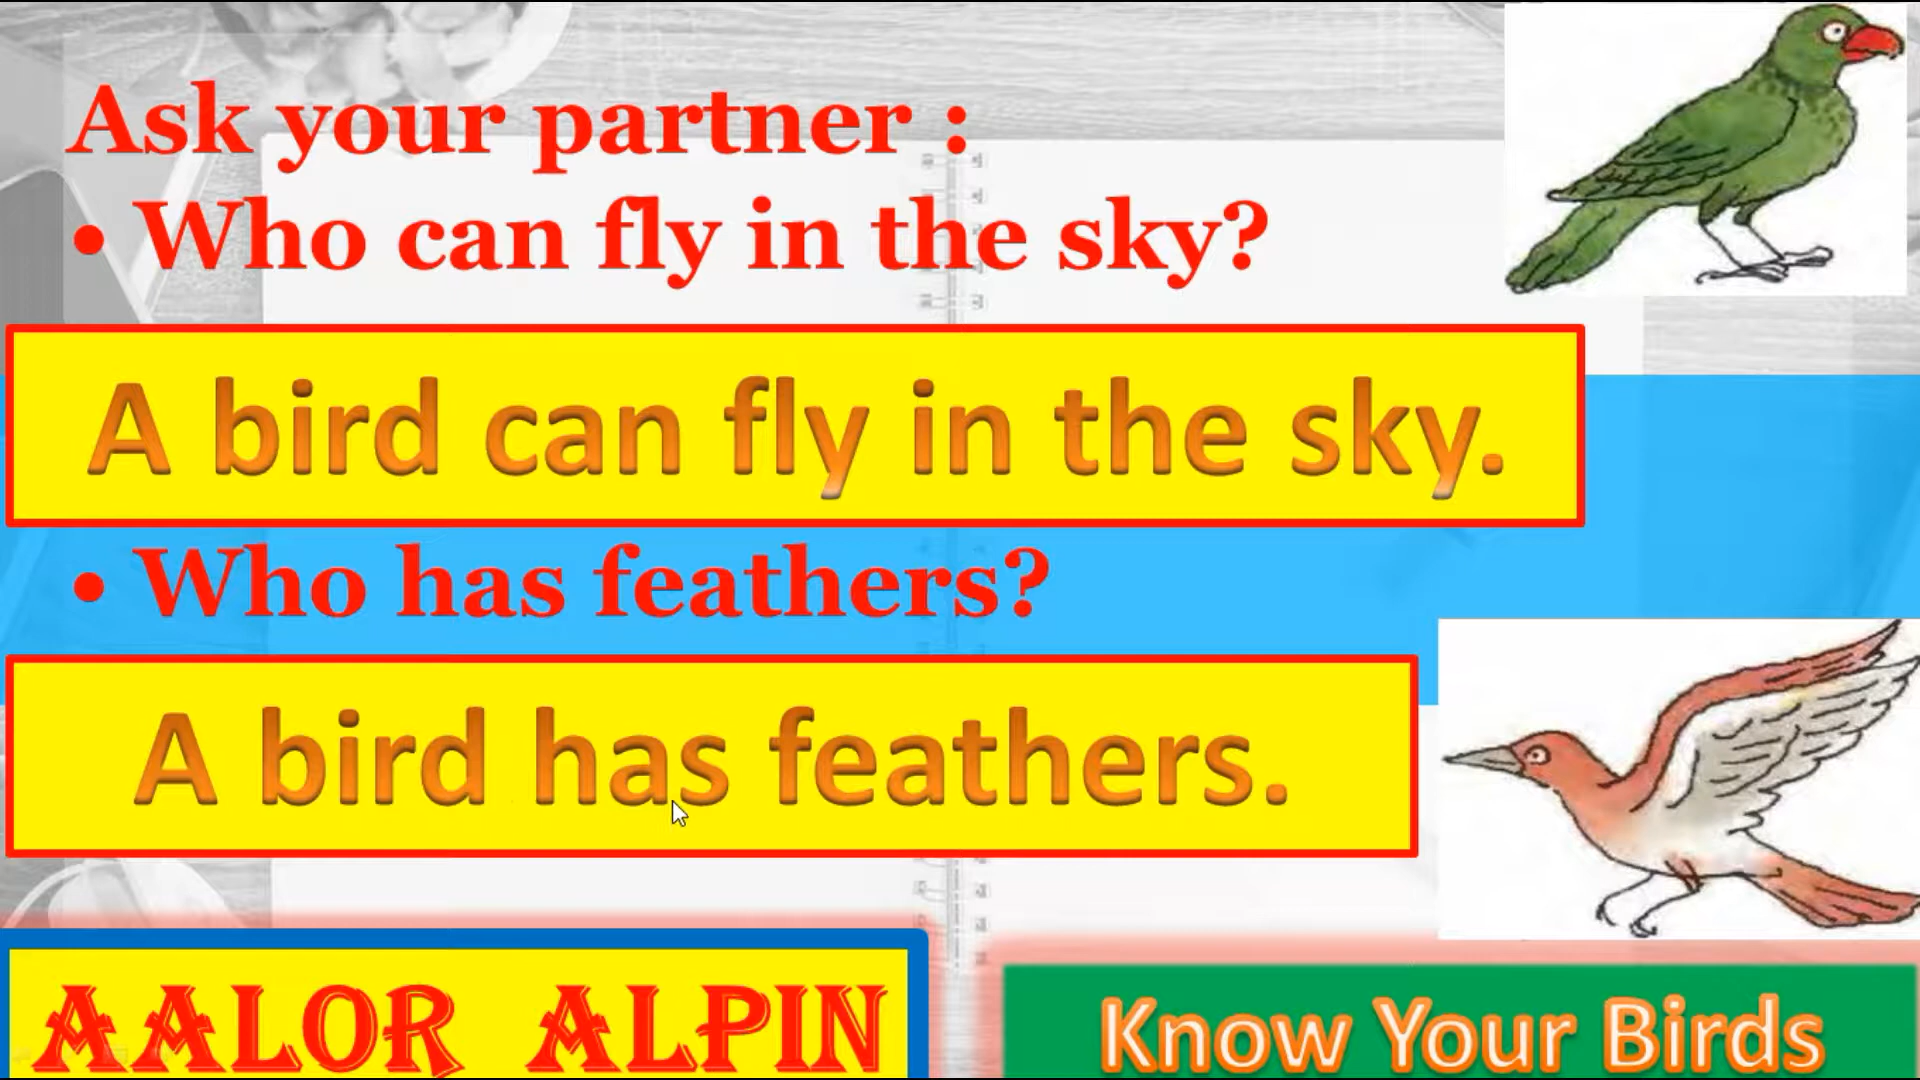 Ask your partner :
• Who can fly in the sky?
A bird can fly in the sky.
• Who has feathers?
A bird has feathers.
AALOR ALPIN
Know Your Birds